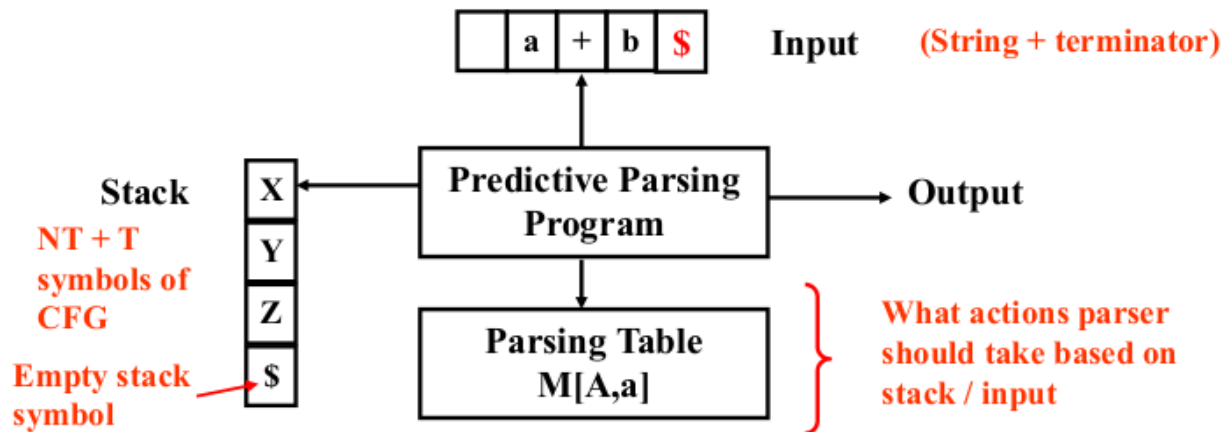 a + b $
Input
(String + terminator)
Stack
NT + T
symbols of
CFG
Empty stack
symbol
X
Y
Z
$
Predictive Parsing
Program
Output
Parsing Table
M[A,a]
What actions parser
should take based on
stack / input